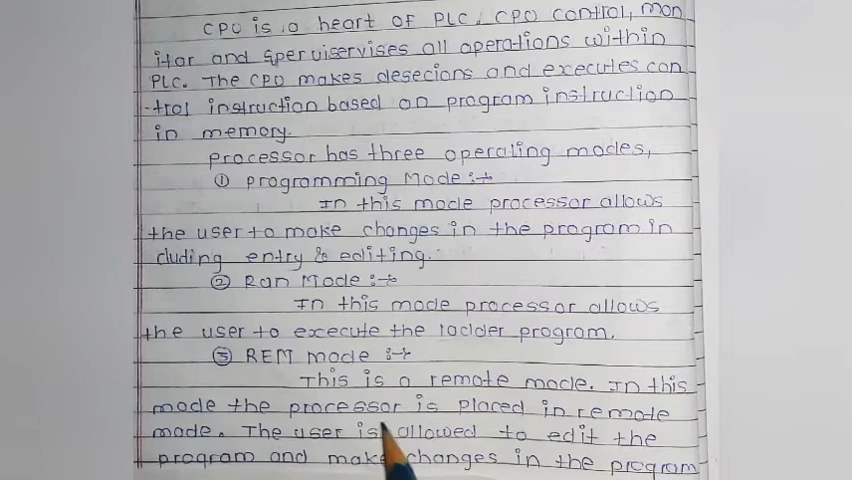 CPU is a heart of PLC. CPU control, mon
itor and superviservises all operations within
PLC. The CPU makes desecions and executes con
-trol instruction based on program instruction
in memory.
Processor has three operating modes,
① Programming Mode :→
In this mode processor allows
the user to make changes in the program in
cluding entry & editing.
② Run Mode :→
In this mode processor allows
the user to execute the ladder program.
③ REM mode :→
This is a remote mode. In this
mode the processor is placed in remote
mode. The user is allowed to edit the
program and make changes in the program